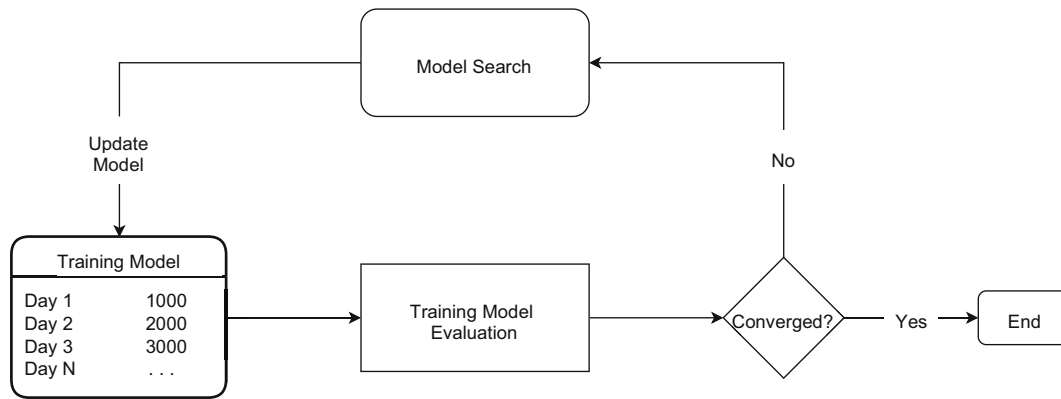 Model Search
Update
Model
No
Training Model
Day 1 1000
Day 2 2000
Day 3 3000
Day N . . .
Training Model
Evaluation
Converged?
Yes
End